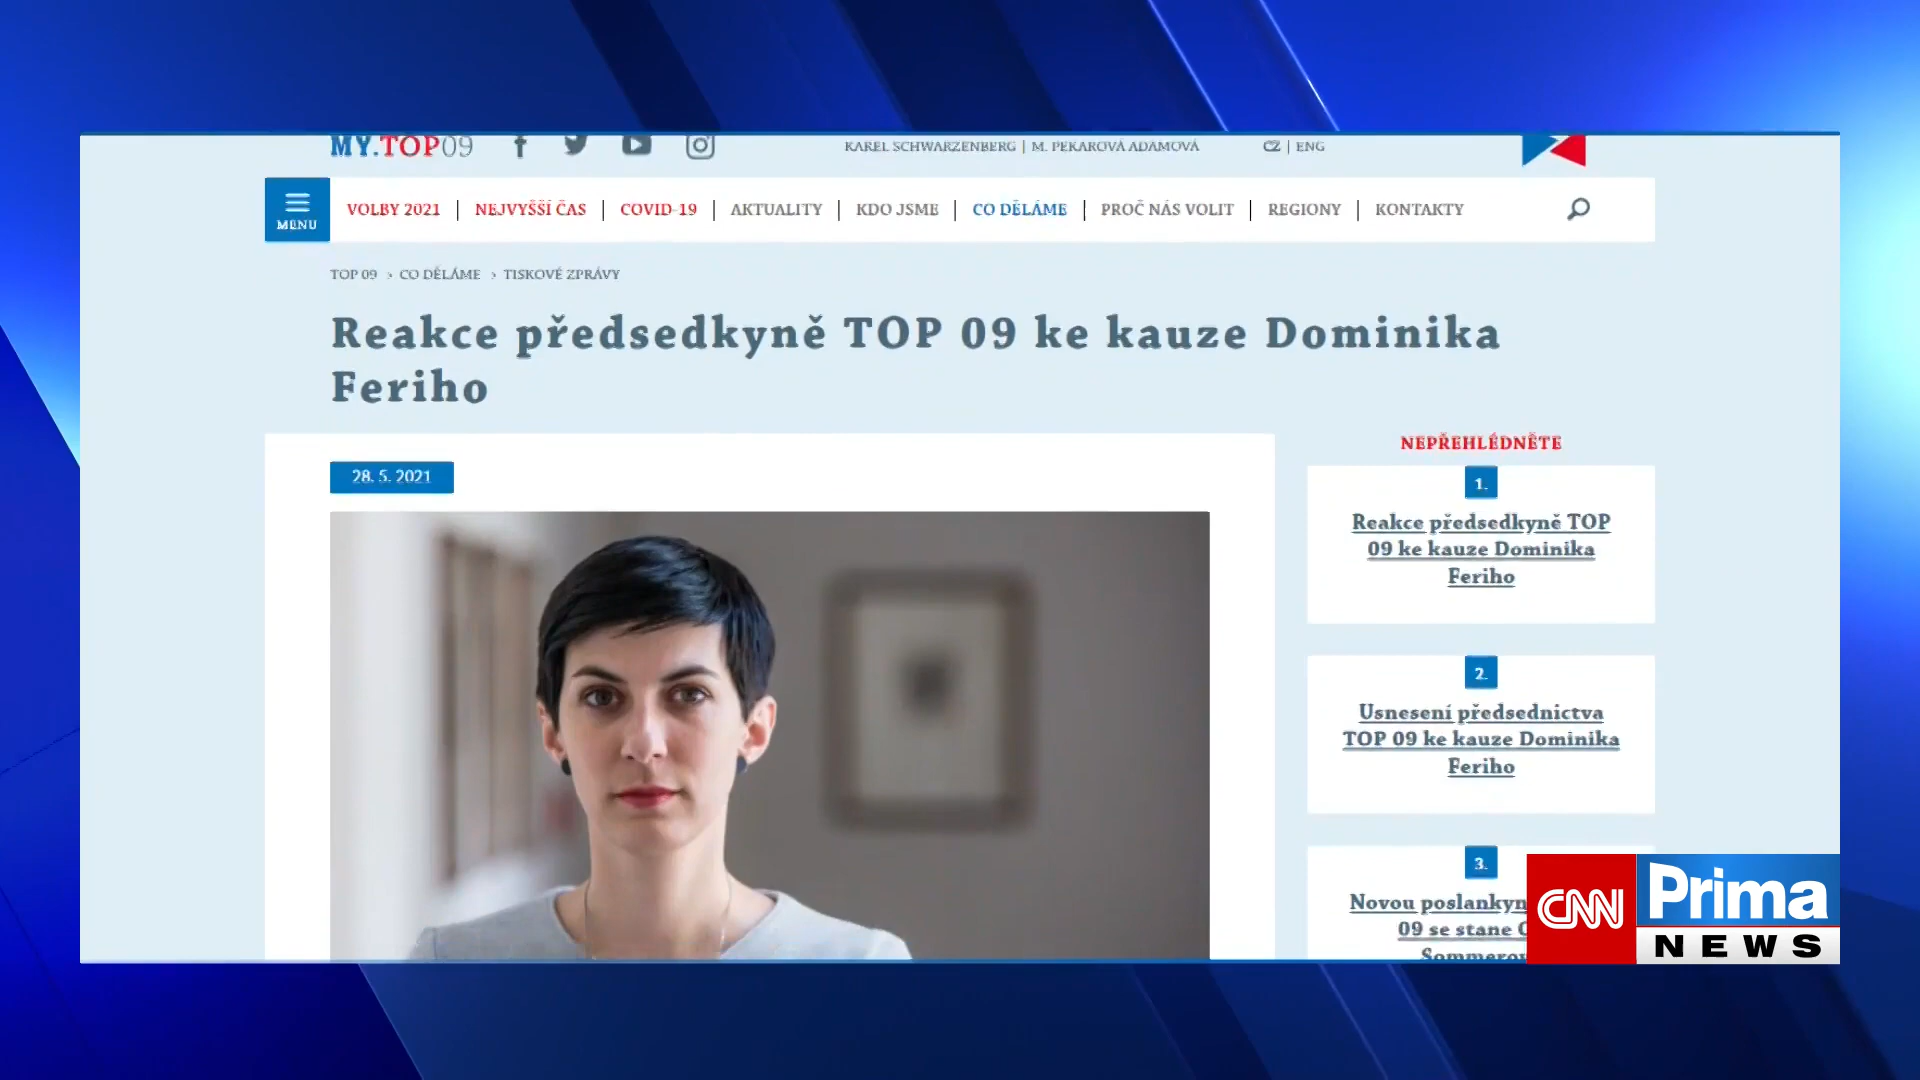 MY.TOP09
KAREL SCHWARZENBERG | M. PEKAROVÁ ADAMOVÁ
CZ | ENG
MENU
VOLBY 2021 | NEJVYŠŠÍ ČAS | COVID-19 | AKTUALITY | KDO JSME | CO DĚLÁME | PROČ NÁS VOLIT | REGIONY | KONTAKTY
TOP 09 › CO DĚLÁME › TISKOVÉ ZPRÁVY
Reakce předsedkyně TOP 09 ke kauze Dominika
Feriho
28. 5. 2021
NEPŘEHLÉDNĚTE
1.
Reakce předsedkyně TOP
09 ke kauze Dominika
Feriho
2.
Usnesení předsednictva
TOP 09 ke kauze Dominika
Feriho
3.
Novou poslankyn
09 se stane
Sommerov
CNN Prima
NEWS